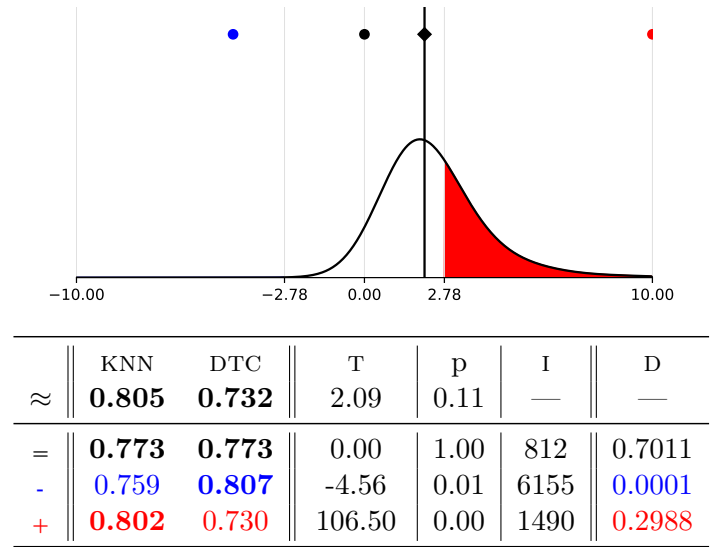 −10.00 −2.78 0.00 2.78 10.00
KNN DTC T p I D
≈ 0.805 0.732 2.09 0.11 — —
= 0.773 0.773 0.00 1.00 812 0.7011
- 0.759 0.807 -4.56 0.01 6155 0.0001
+ 0.802 0.730 106.50 0.00 1490 0.2988